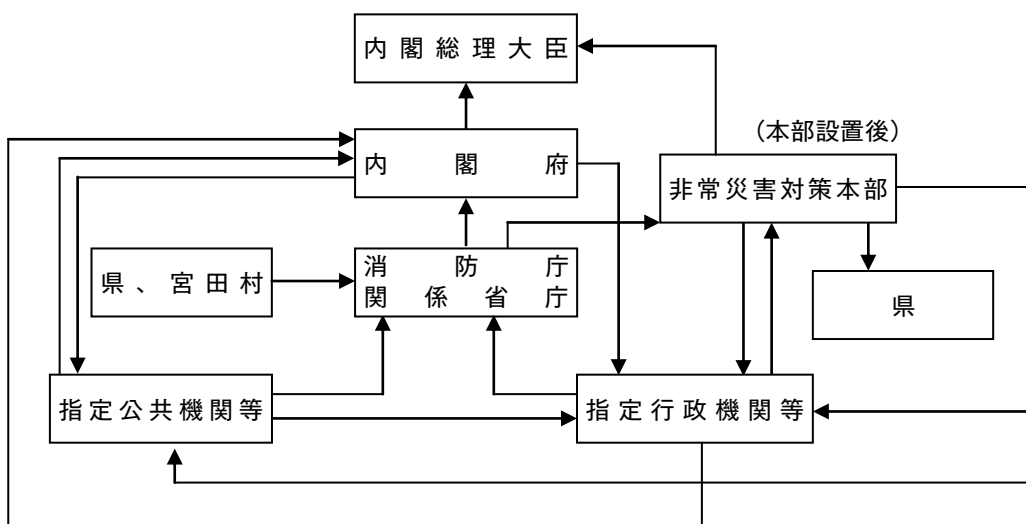 内閣総理大臣
(本部設置後)
内閣府
非常災害対策本部
県、宮田村
消防庁
関係省庁
県
指定公共機関等
指定行政機関等